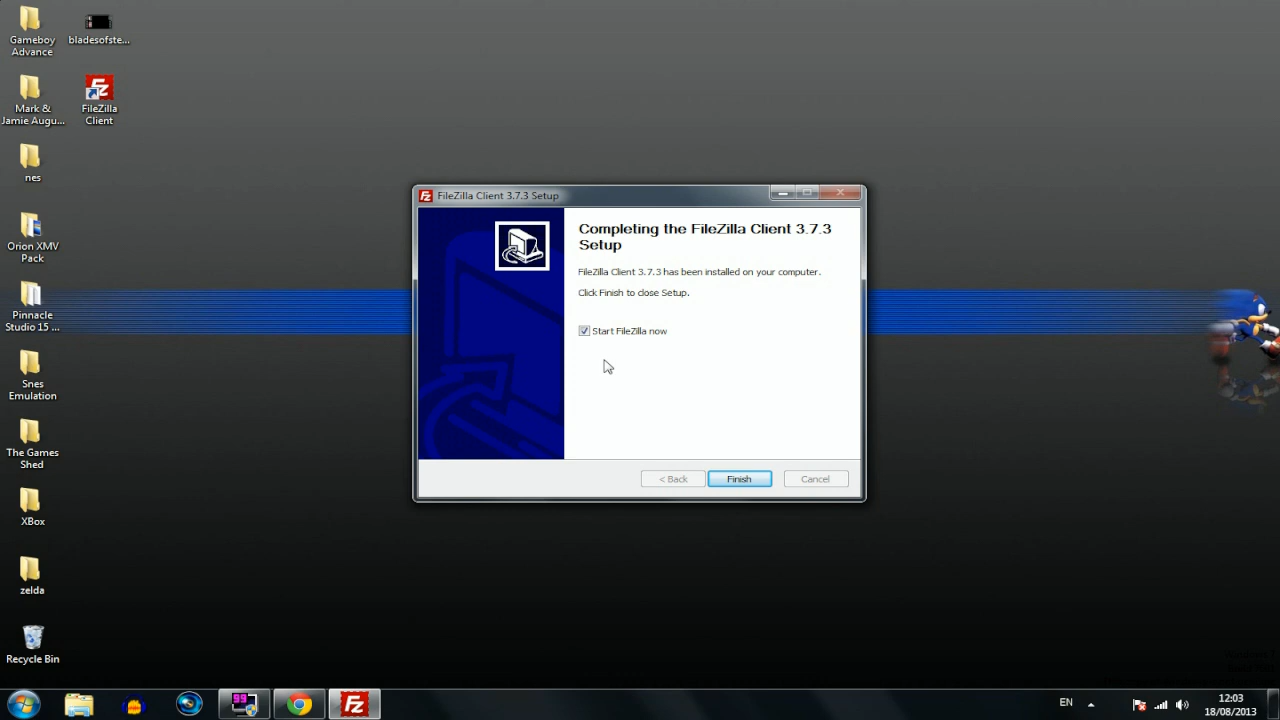 Gameboy
Advance
bladesofste...
Mark &
Jamie Augu...
FileZilla
Client
nes
Orion XMV
Pack
Pinnacle
Studio 15 ...
Snes
Emulation
The Games
Shed
XBox
zelda
Recycle Bin
FileZilla Client 3.7.3 Setup
Completing the FileZilla Client 3.7.3
Setup
FileZilla Client 3.7.3 has been installed on your computer.
Click Finish to close Setup.
Start FileZilla now
< Back
Finish
Cancel
99
EN
12:03
18/08/2013